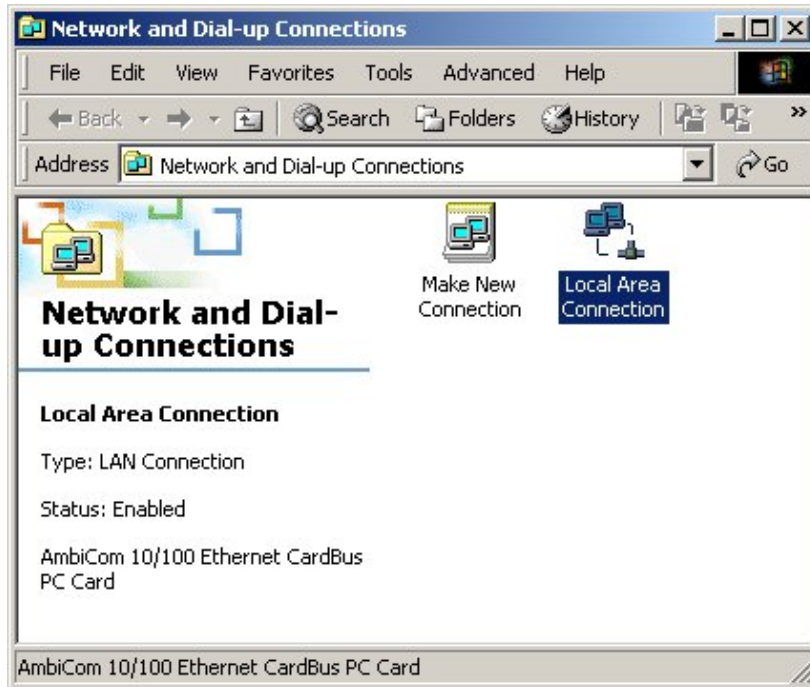 Network and Dial-up Connections
File Edit View Favorites Tools Advanced Help
Back Search Folders History »
Address Network and Dial-up Connections Go
Make New
Connection
Local Area
Connection
Network and Dial-
up Connections
Local Area Connection
Type: LAN Connection
Status: Enabled
AmbiCom 10/100 Ethernet CardBus
PC Card
AmbiCom 10/100 Ethernet CardBus PC Card